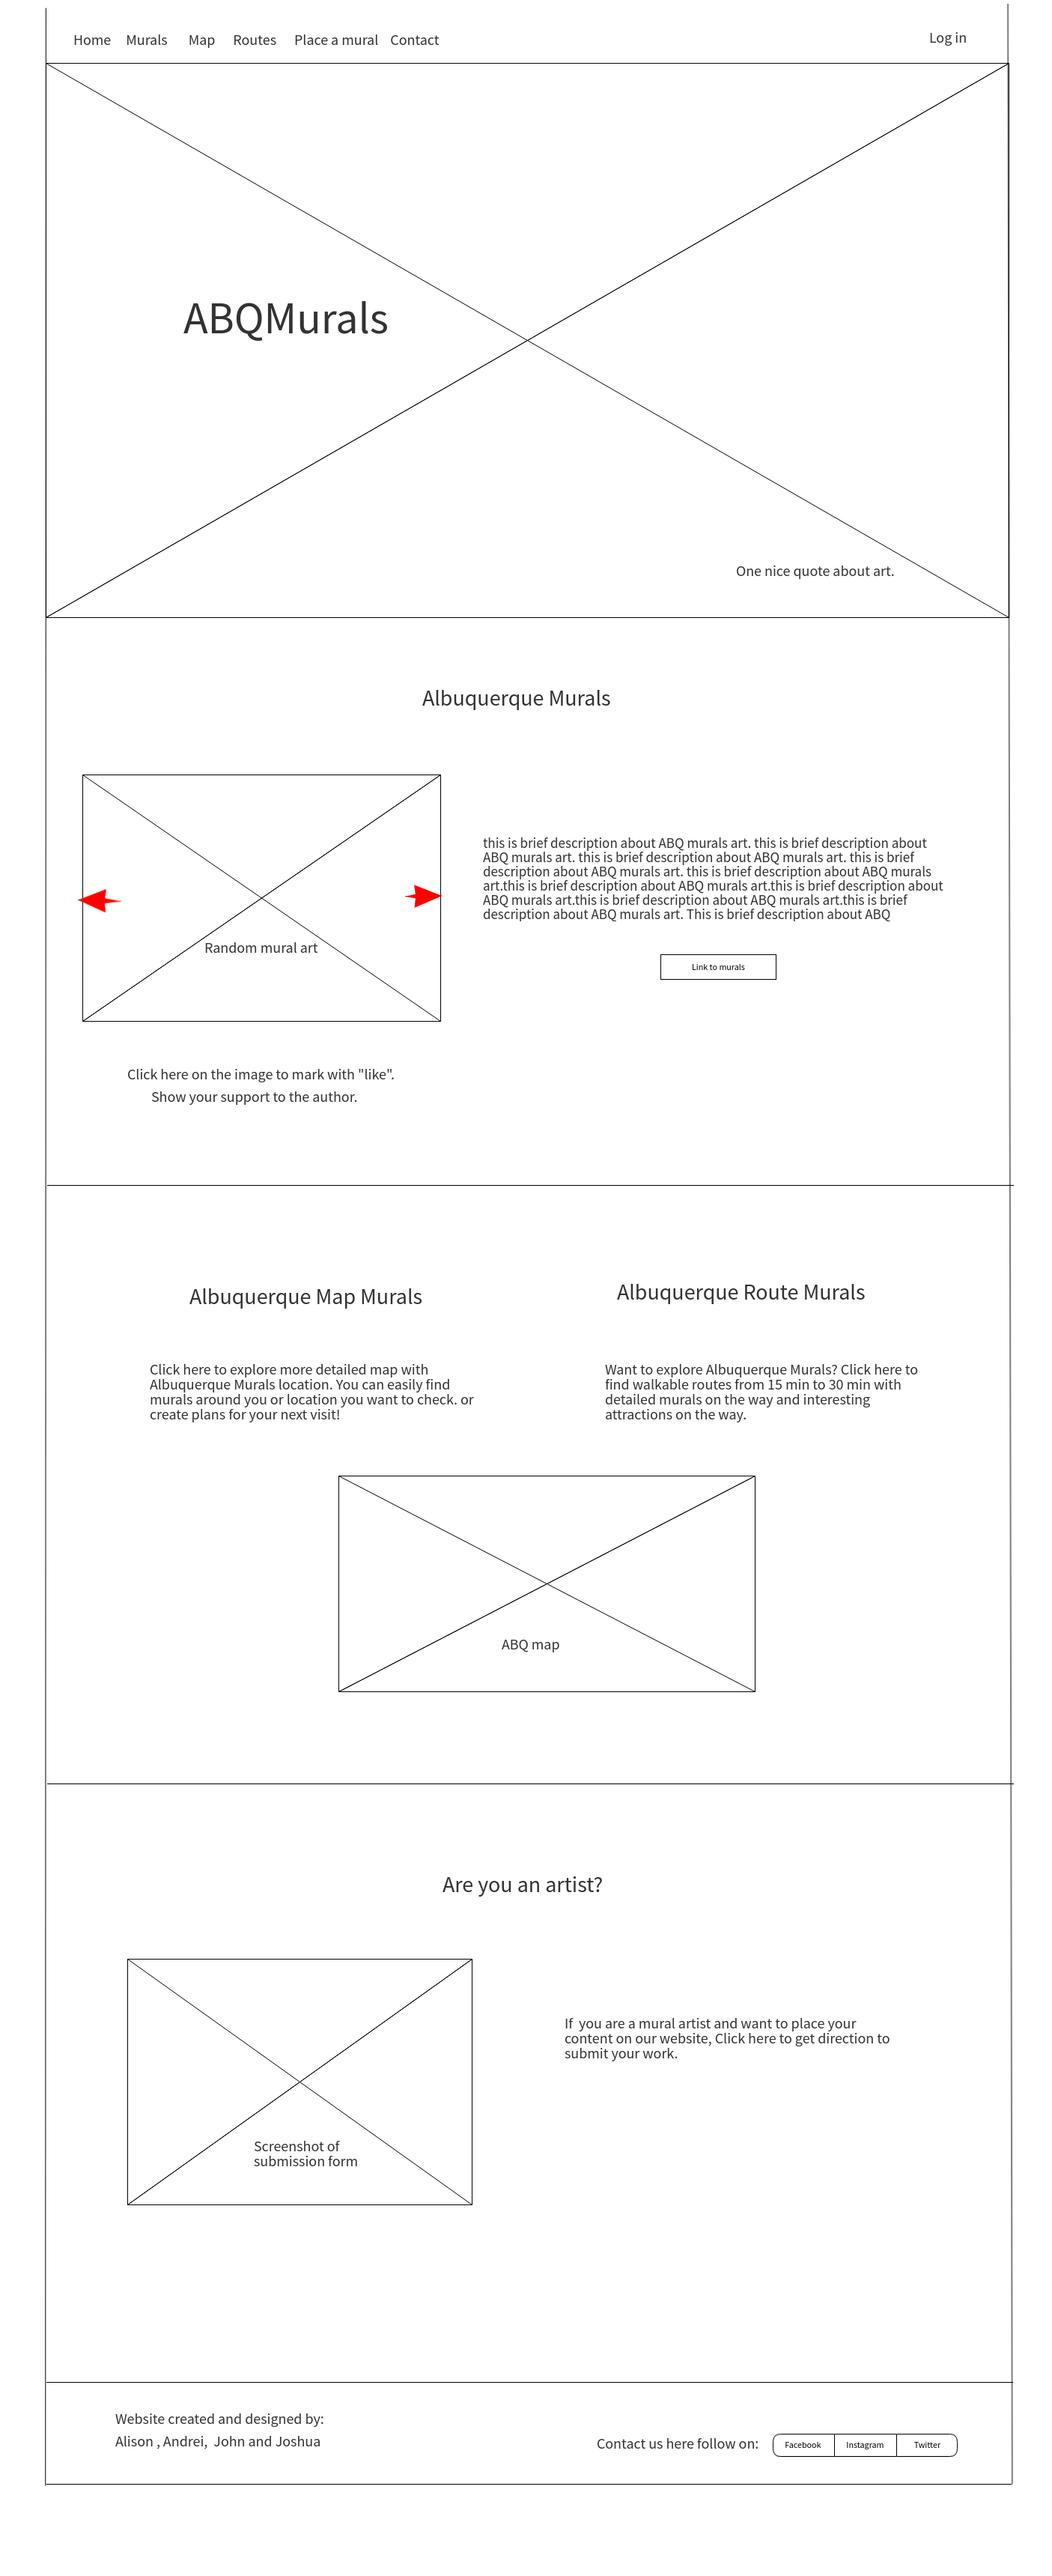 Home Murals Map Routes Place a mural Contact Log in
ABQMurals
One nice quote about art.
Albuquerque Murals
this is brief description about ABQ murals art. this is brief description about
ABQ murals art. this is brief description about ABQ murals art. this is brief
description about ABQ murals art. this is brief description about ABQ murals
art.this is brief description about ABQ murals art.this is brief description about
ABQ murals art.this is brief description about ABQ murals art.this is brief
description about ABQ murals art. This is brief description about ABQ
Random mural art
Link to murals
Click here on the image to mark with "like".
Show your support to the author.
Albuquerque Map Murals
Click here to explore more detailed map with
Albuquerque Murals location. You can easily find
murals around you or location you want to check. or
create plans for your next visit!
Albuquerque Route Murals
Want to explore Albuquerque Murals? Click here to
find walkable routes from 15 min to 30 min with
detailed murals on the way and interesting
attractions on the way.
ABQ map
Are you an artist?
Screenshot of
submission form
If  you are a mural artist and want to place your
content on our website, Click here to get direction to
submit your work.
Website created and designed by:
Alison , Andrei,  John and Joshua
Contact us here follow on: Facebook Instagram Twitter